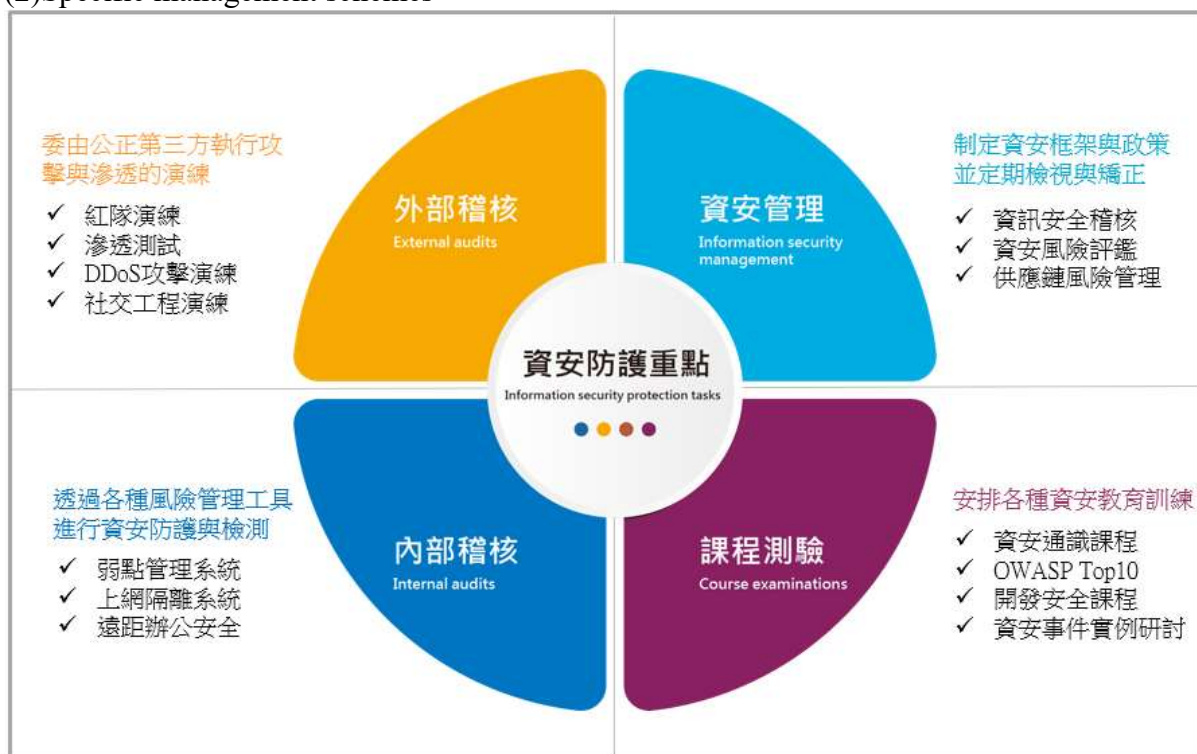 (2)Specific management schemes
委由公正第三方執行攻
擊與滲透的演練
✓ 紅隊演練
✓ 滲透測試
✓ DDoS攻擊演練
✓ 社交工程演練
外部稽核
External audits
資安管理
Information security
management
制定資安框架與政策
並定期檢視與矯正
✓ 資訊安全稽核
✓ 資安風險評鑑
✓ 供應鏈風險管理
資安防護重點
Information security protection tasks
透過各種風險管理工具
進行資安防護與檢測
✓ 弱點管理系統
✓ 上網隔離系統
✓ 遠距辦公安全
內部稽核
Internal audits
課程測驗
Course examinations
安排各種資安教育訓練
✓ 資安通識課程
✓ OWASP Top10
✓ 開發安全課程
✓ 資安事件實例研討